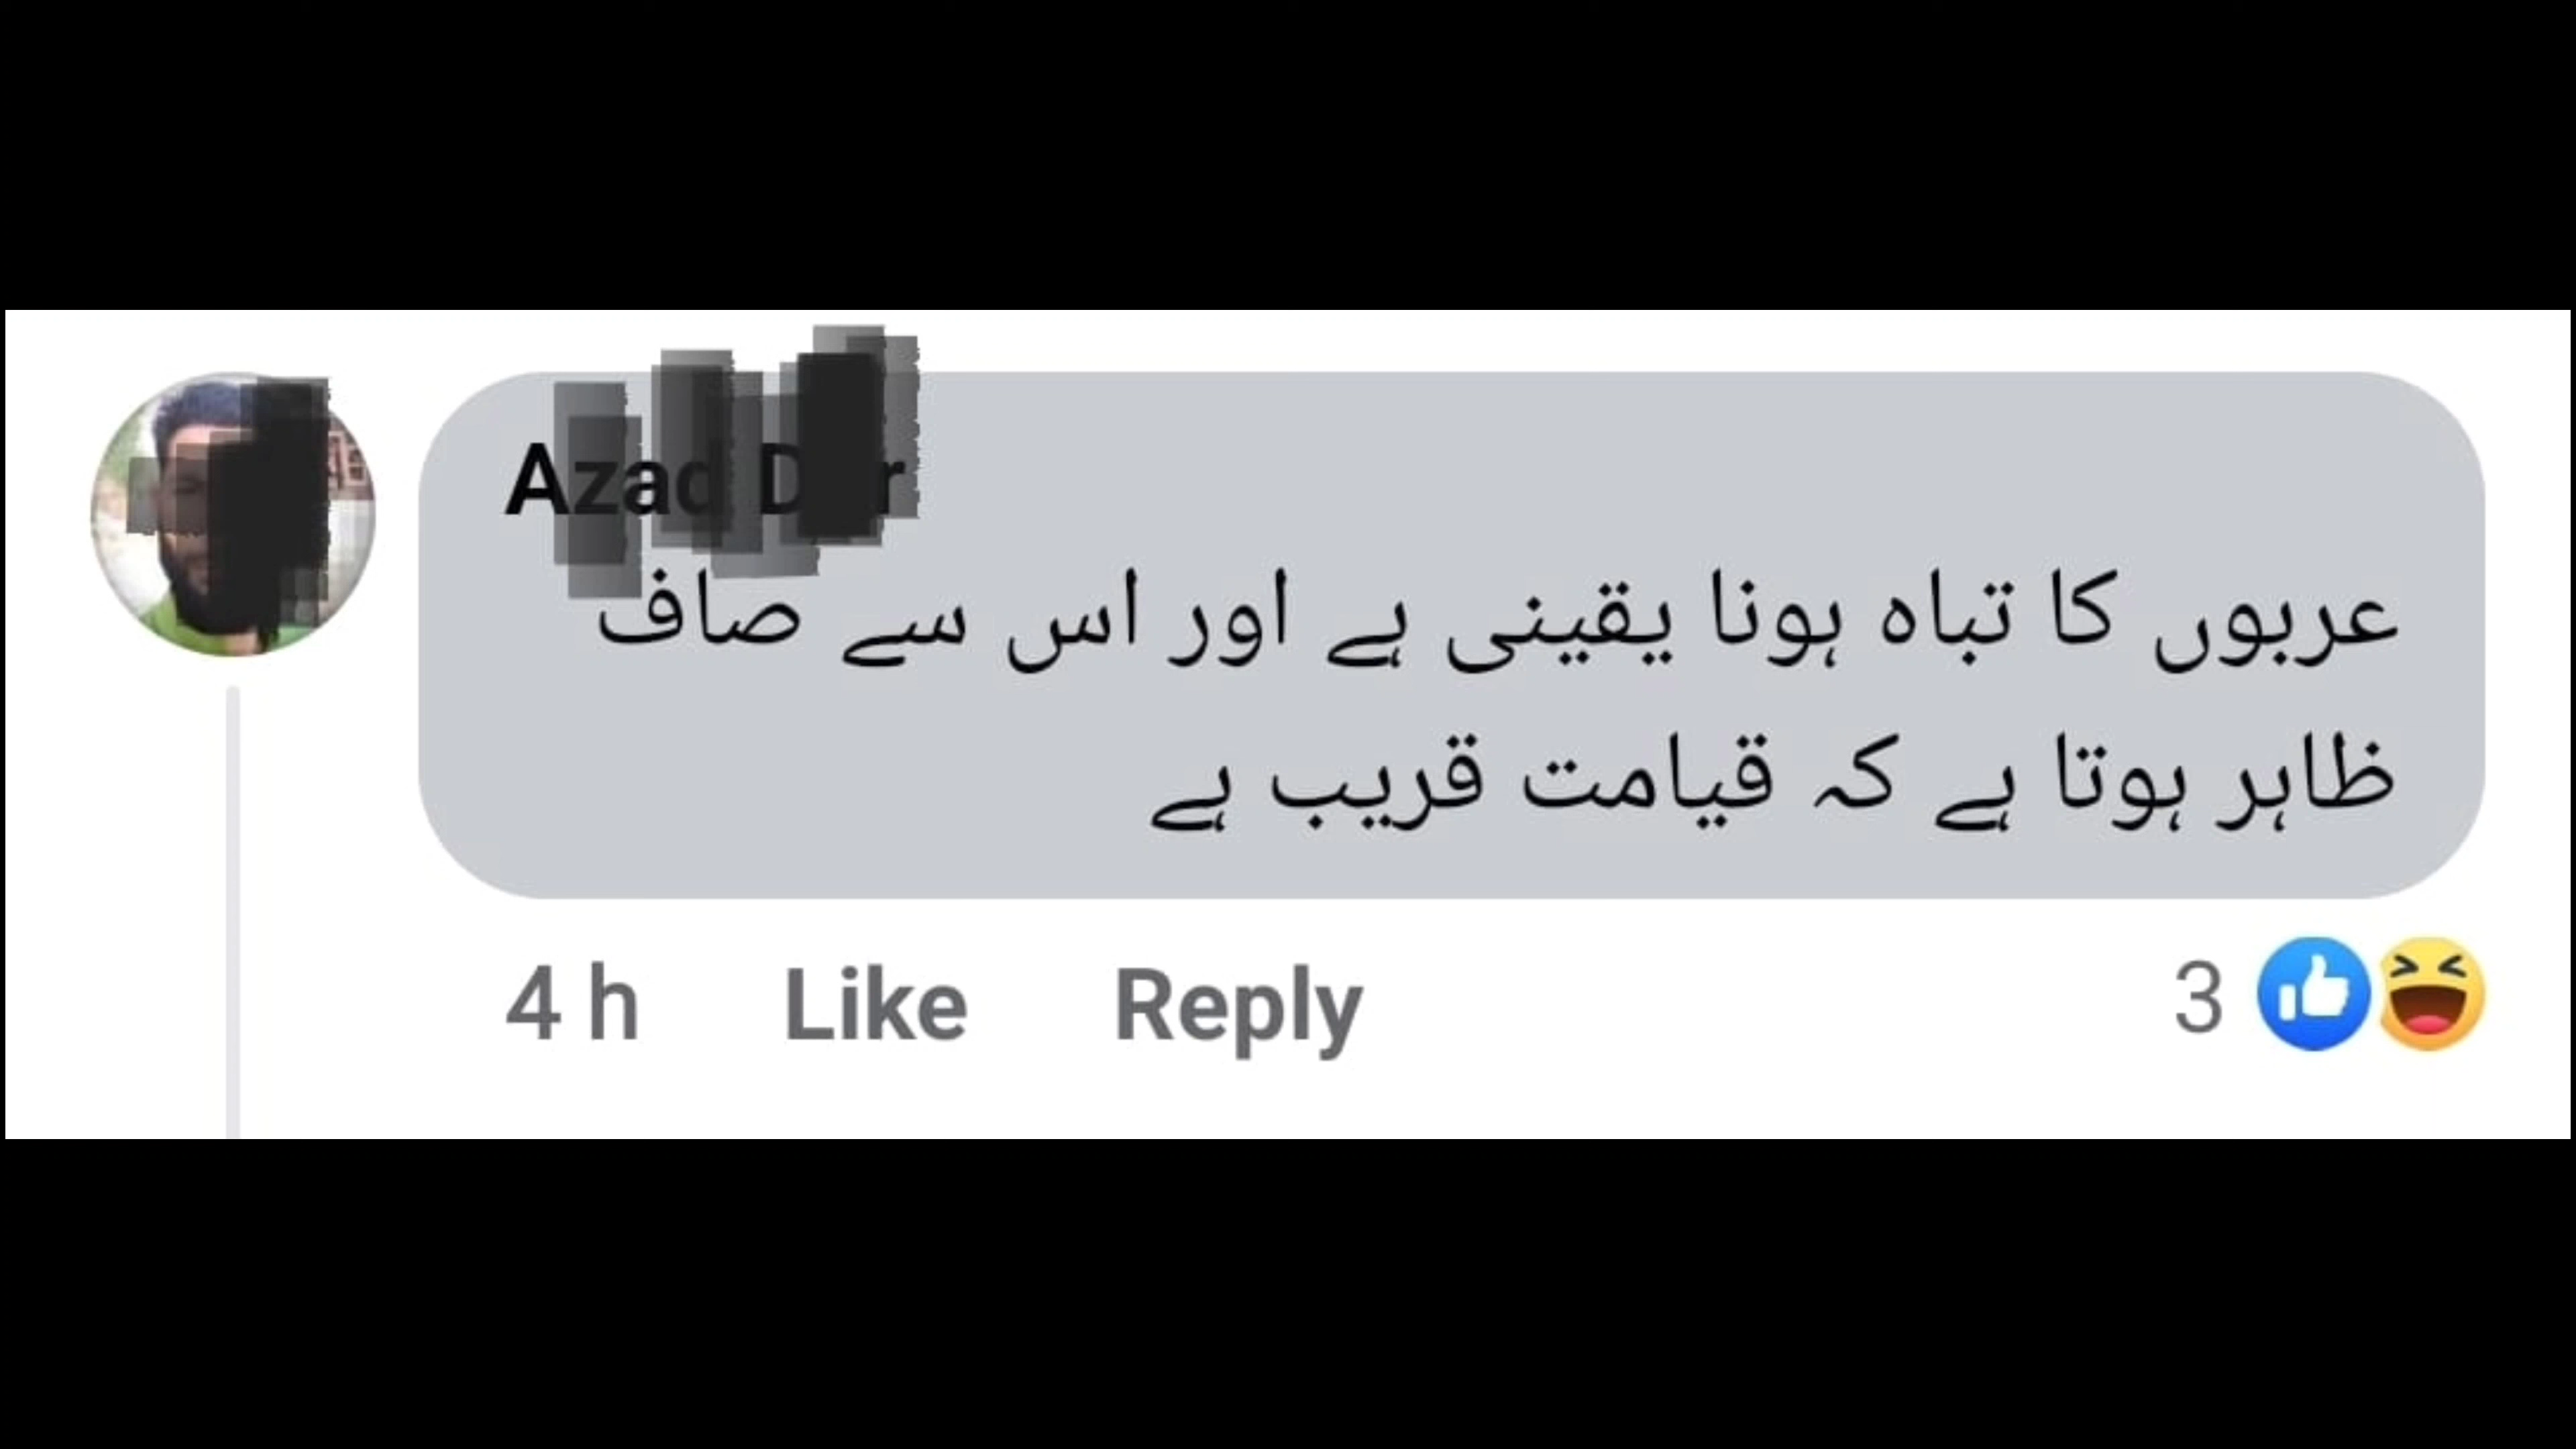 Azad
عربوں کا تباہ ہونا یقینی ہے اور اس سے صاف
ظاہر ہوتا ہے کہ قیامت قریب ہے
4 h Like Reply 3